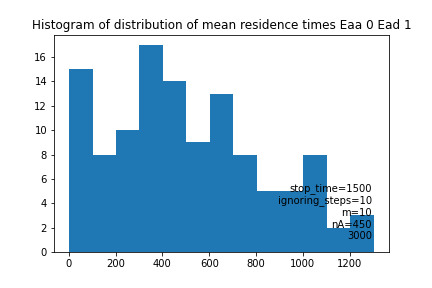 Histogram of distribution of mean residence times Eaa 0 Ead 1
16
14
12
10
8
6
4
2
0
stop_time=1500
ignoring_steps=10
m=10
nA=450
3000
0 200 400 600 800 1000 1200